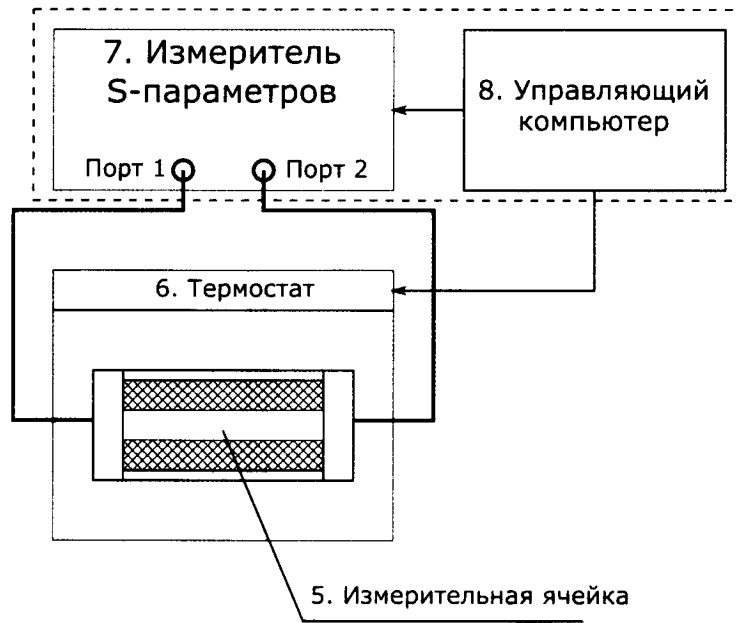 7. Измеритель
S-параметров
8. Управляющий
компьютер
Порт 1
Порт 2
6. Термостат
5. Измерительная ячейка